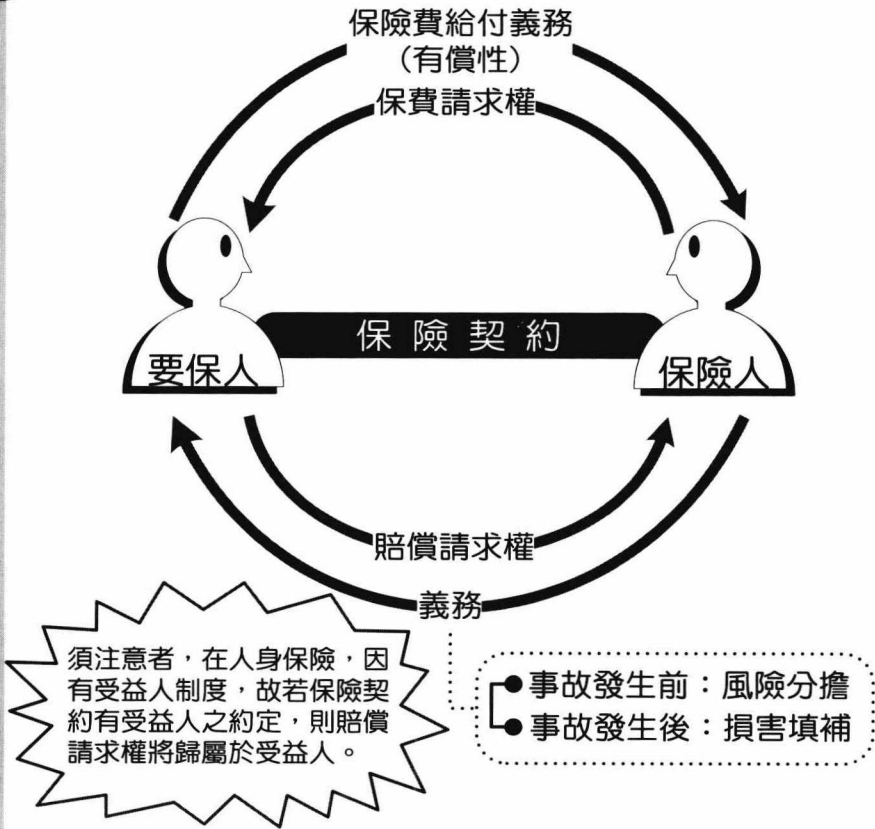 保險費給付義務
（有償性）
保費請求權
保險契約
要保人
保險人
賠償請求權
義務
須注意者，在人身保險，因
有受益人制度，故若保險契
約有受益人之約定，則賠償
請求權將歸屬於受益人。
事故發生前：風險分擔
事故發生後：損害填補